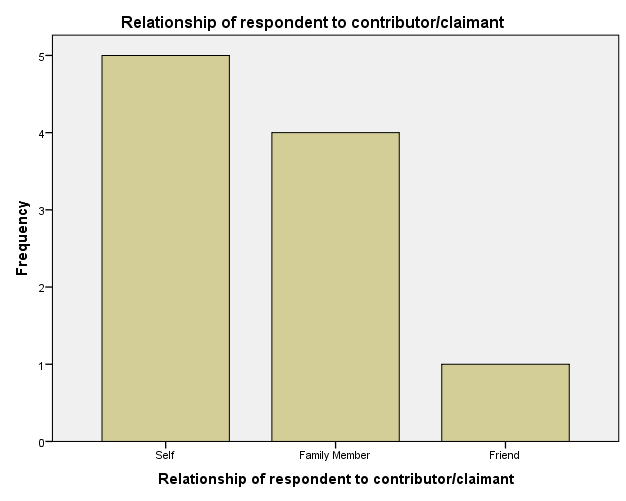 Relationship of respondent to contributor/claimant
5
4
3
2
1
0
Frequency
Self
Family Member
Friend
Relationship of respondent to contributor/claimant